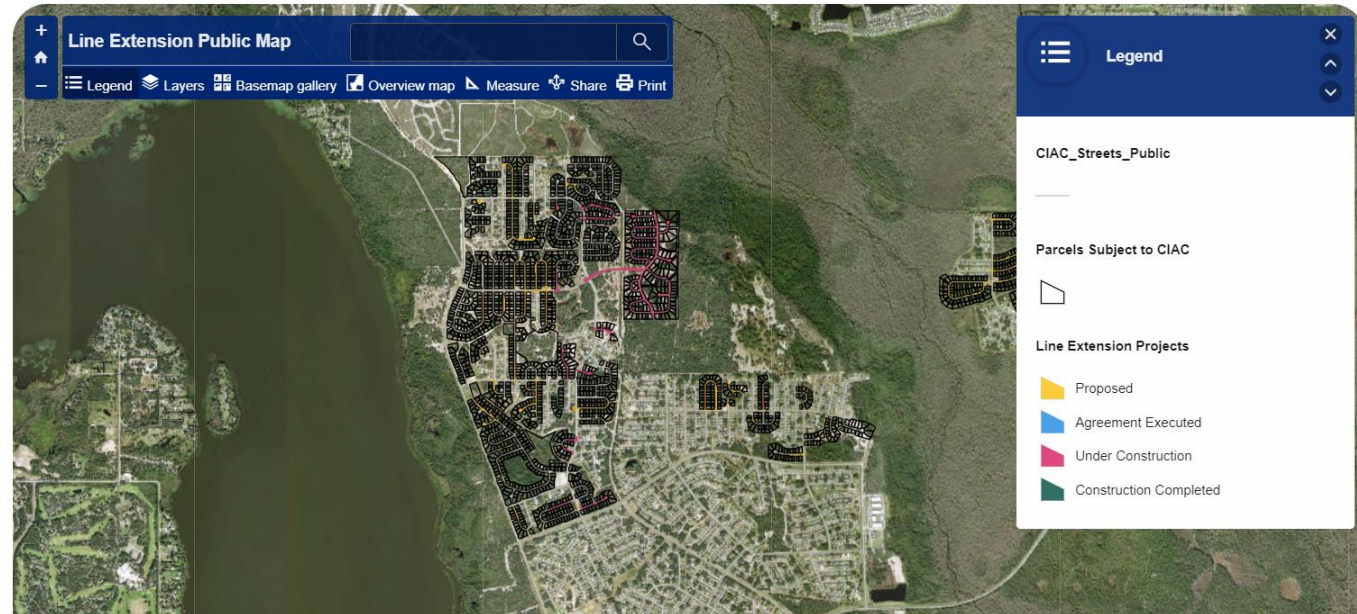 Line Extension Public Map
Legend
Layers
Basemap gallery
Overview map
Measure
Share
Print
Legend
CIAC_Streets_Public
Parcels Subject to CIAC
Line Extension Projects
Proposed
Agreement Executed
Under Construction
Construction Completed